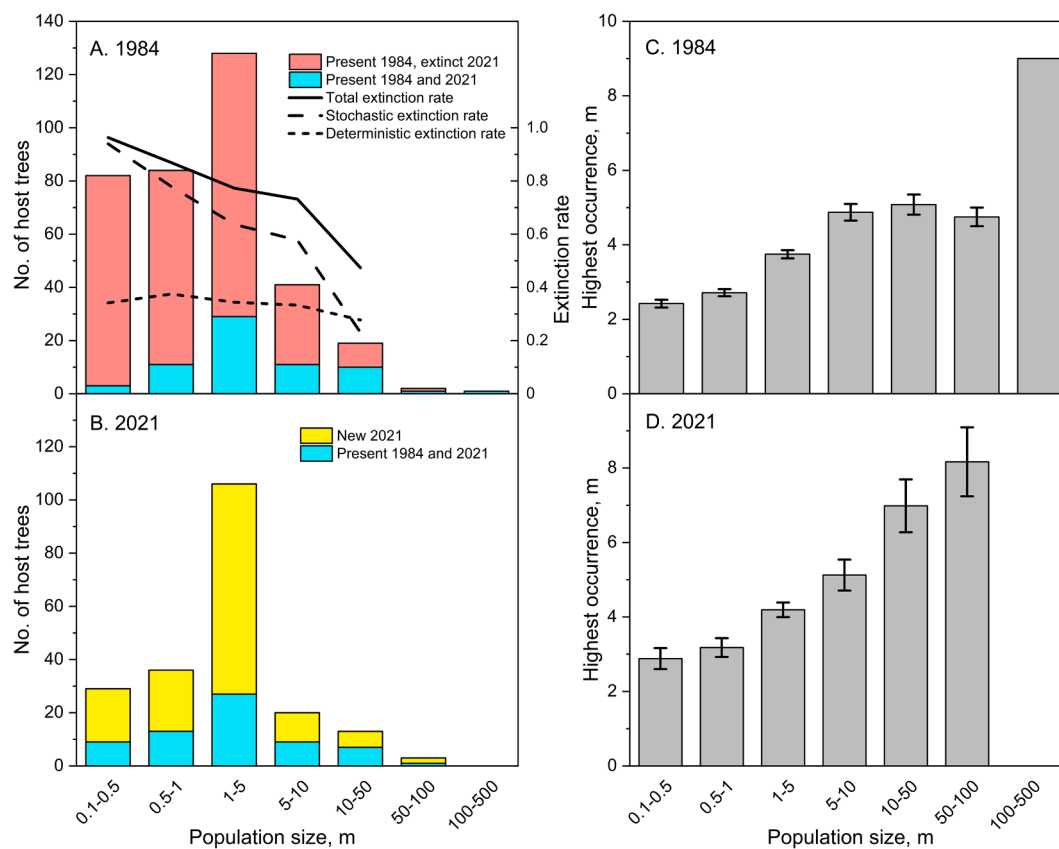 A. 1984
Present 1984, extinct 2021
Present 1984 and 2021
Total extinction rate
Stochastic extinction rate
Deterministic extinction rate
No. of host trees
140
120
100
80
60
40
20
0
Extinction rate
1.0
0.8
0.6
0.4
0.2
0
B. 2021
New 2021
Present 1984 and 2021
No. of host trees
120
100
80
60
40
20
0
0.1-0.5
0.5-1
1-5
5-10
10-50
50-100
100-500
Population size, m
C. 1984
Highest occurrence, m
10
8
6
4
2
0
D. 2021
Highest occurrence, m
8
6
4
2
0
0.1-0.5
0.5-1
1-5
5-10
10-50
50-100
100-500
Population size, m